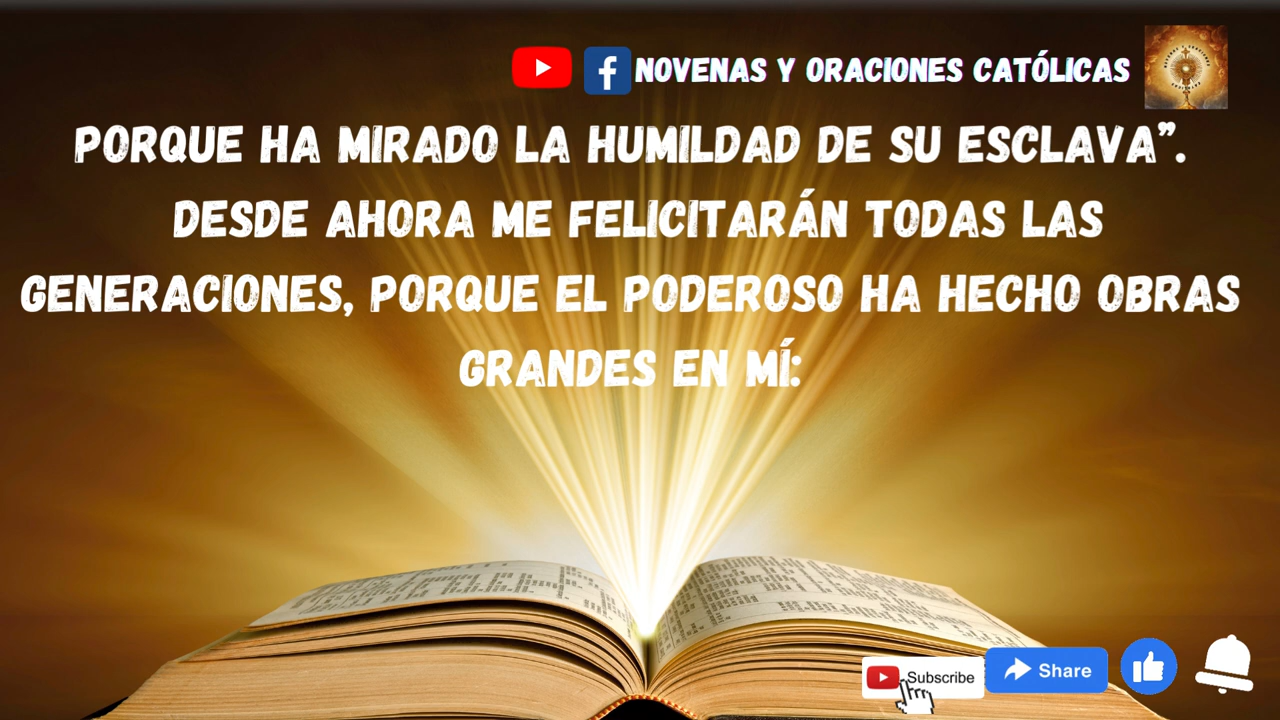 NOVENAS Y ORACIONES CATÓLICAS
PORQUE HA MIRADO LA HUMILDAD DE SU ESCLAVA”.
DESDE AHORA ME FELICITARÁN TODAS LAS
GENERACIONES, PORQUE EL PODEROSO HA HECHO OBRAS
GRANDES EN MÍ:
Subscribe
Share